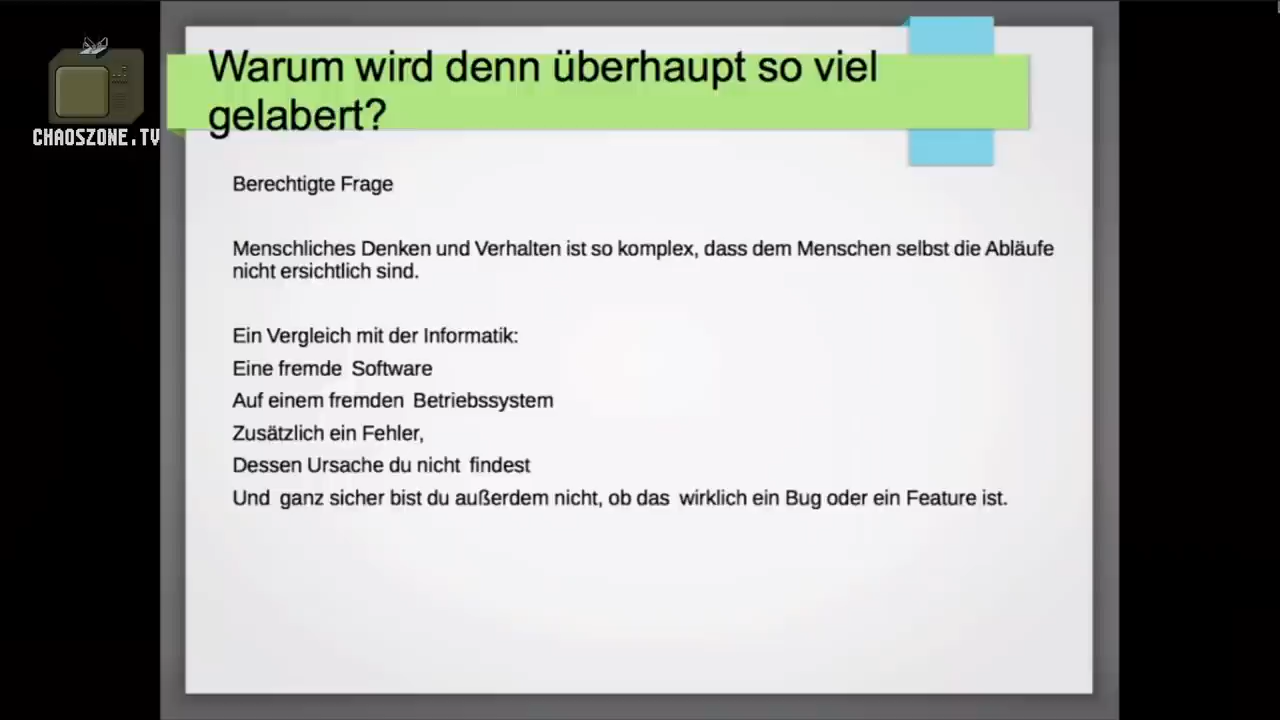 CHAOSZONE.TV
Warum wird denn überhaupt so viel
gelabert?
Berechtigte Frage
Menschliches Denken und Verhalten ist so komplex, dass dem Menschen selbst die Abläufe
nicht ersichtlich sind.
Ein Vergleich mit der Informatik:
Eine fremde Software
Auf einem fremden Betriebssystem
Zusätzlich ein Fehler,
Dessen Ursache du nicht findest
Und ganz sicher bist du außerdem nicht, ob das wirklich ein Bug oder ein Feature ist.